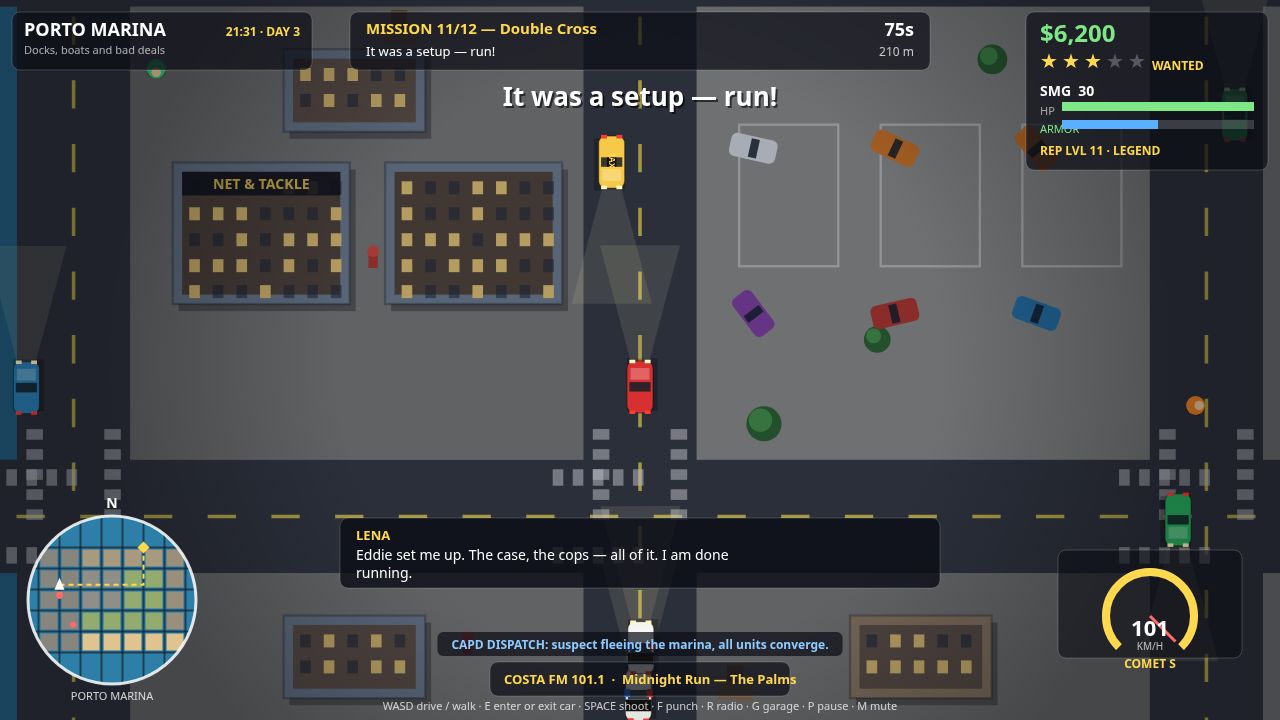 PORTO MARINA
21:31 · DAY 3
Docks, boats and bad deals
MISSION 11/12 — Double Cross
75s
It was a setup — run!
210 m
$6,200
★ ★ ★ ★ ★ WANTED
SMG 30
HP
ARMOR
REP LVL 11 · LEGEND
It was a setup — run!
NET & TACKLE
N
LENA
Eddie set me up. The case, the cops — all of it. I am done
running.
CAPD DISPATCH: suspect fleeing the marina, all units converge.
COSTA FM 101.1 · Midnight Run — The Palms
WASD drive / walk · E enter or exit car · SPACE shoot · F punch · R radio · G garage · P pause · M mute
PORTO MARINA
101
KM/H
COMET S